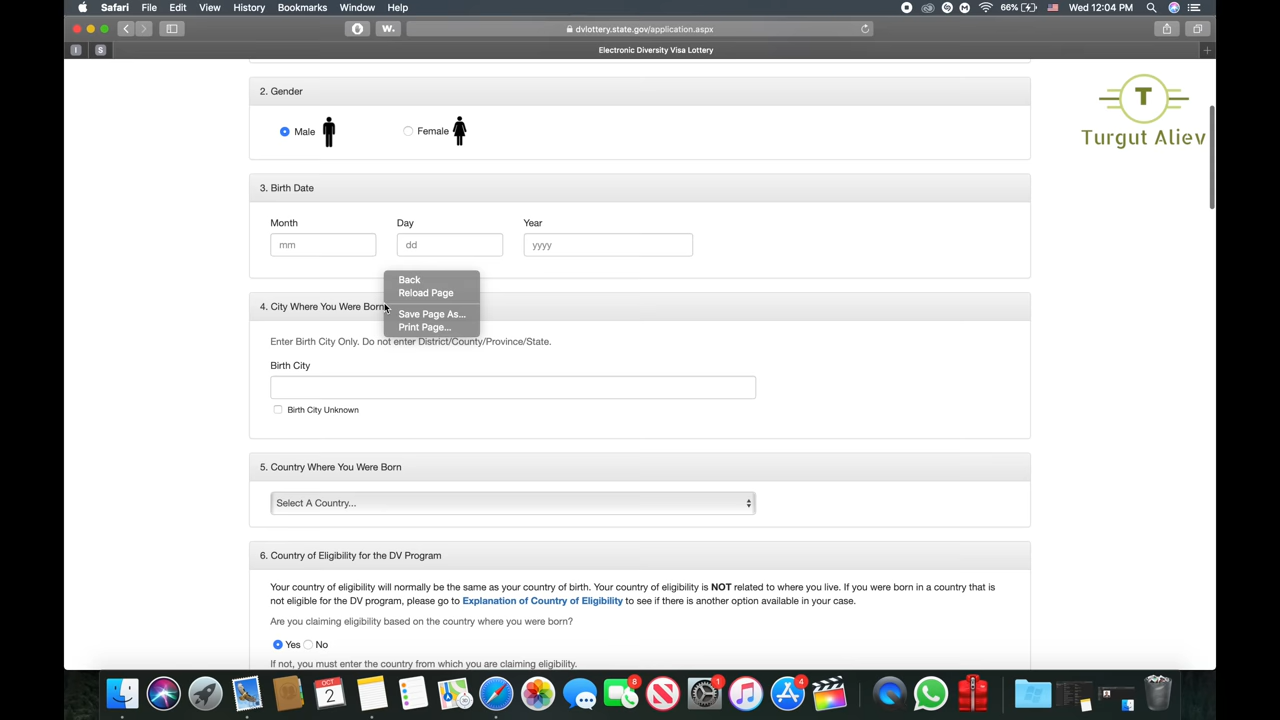 Safari File Edit View History Bookmarks Window Help
66% Wed 12:04 PM
W.
dvlottery.state.gov/application.aspx
I S
Electronic Diversity Visa Lottery
2. Gender
Male Female
T
Turgut Aliev
3. Birth Date
Month Day Year
mm dd yyyy
Back
Reload Page
4. City Where You Were Born
Save Page As...
Print Page...
Enter Birth City Only. Do not enter District/County/Province/State.
Birth City
Birth City Unknown
5. Country Where You Were Born
Select A Country...
6. Country of Eligibility for the DV Program
Your country of eligibility will normally be the same as your country of birth. Your country of eligibility is NOT related to where you live. If you were born in a country that is
not eligible for the DV program, please go to Explanation of Country of Eligibility to see if there is another option available in your case.
Are you claiming eligibility based on the country where you were born?
Yes No
If not, you must enter the country from which you are claiming eligibility.
OCT
2
8
N
1
4